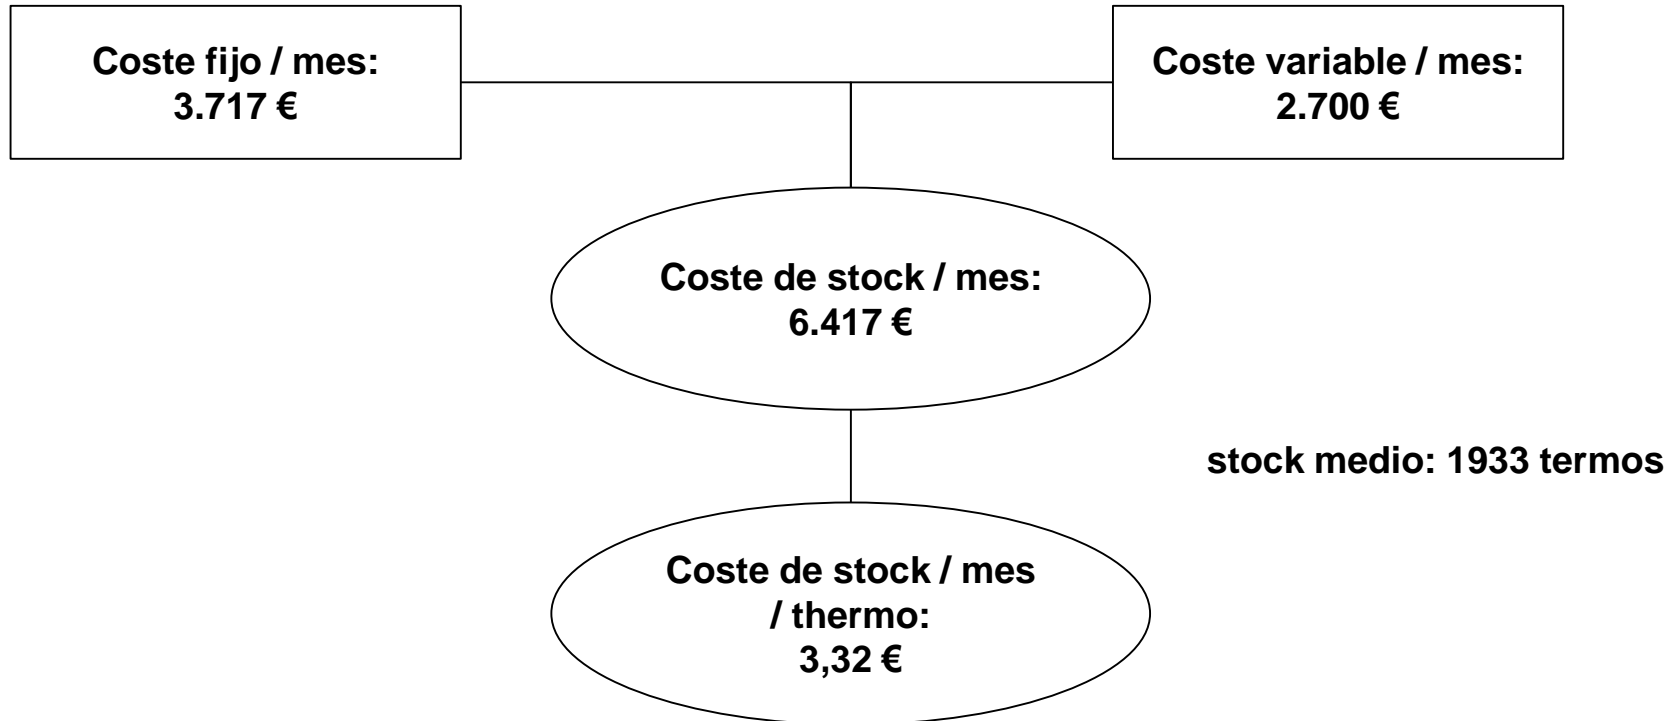 Coste fijo / mes:
3.717 €
Coste variable / mes:
2.700 €
Coste de stock / mes:
6.417 €
stock medio: 1933 termos
Coste de stock / mes
/ thermo:
3,32 €